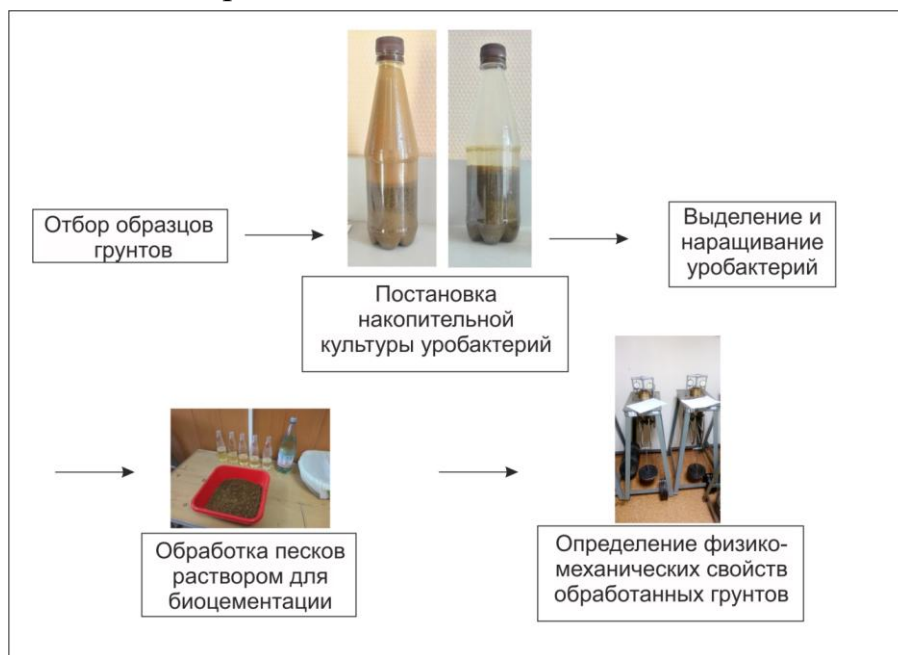 Отбор образцов
грунтов
Постановка
накопительной
культуры уробактерий
Выделение и
наращивание
уробактерий
Обработка песков
раствором для
биоцементации
Определение физико-
механических свойств
обработанных грунтов